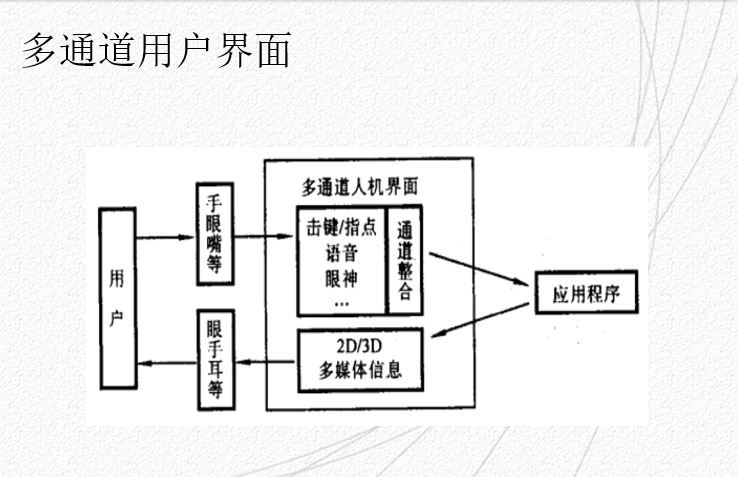 多通道用户界面
多通道人机界面
用户
手眼嘴等
击键/指点
语音
眼神
…
通道整合
应用程序
眼手耳等
2D/3D
多媒体信息